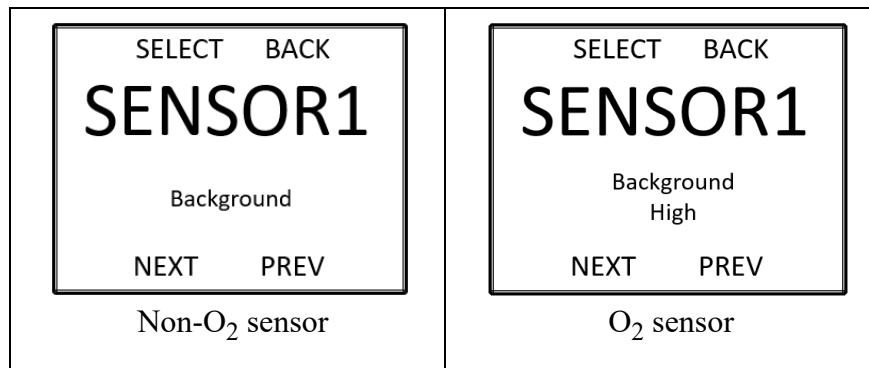 SELECT BACK
SENSOR1
Background
NEXT PREV
Non-O₂ sensor
SELECT BACK
SENSOR1
Background
High
NEXT PREV
O₂ sensor